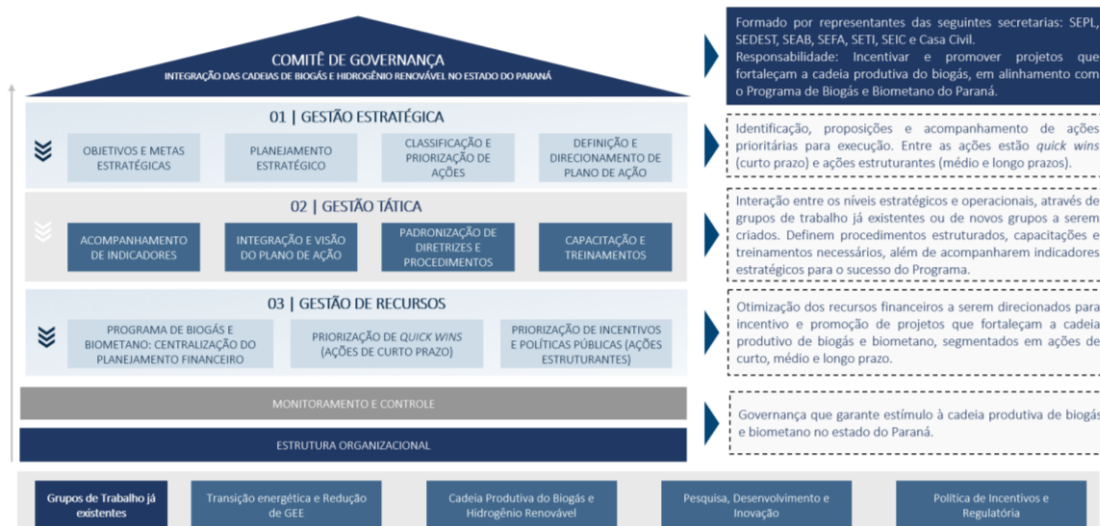 COMITÊ DE GOVERNANÇA
INTEGRAÇÃO DAS CADEIAS DE BIOGÁS E HIDROGÊNIO RENOVÁVEL NO ESTADO DO PARANÁ
Formado por representantes das seguintes secretarias: SEPL,
SEDEST, SEAB, SEFA, SETI, SEIC e Casa Civil.
Responsabilidade: Incentivar e promover projetos que
fortaleçam a cadeia produtiva do biogás, em alinhamento com
o Programa de Biogás e Biometano do Paraná.
01 | GESTÃO ESTRATÉGICA
OBJETIVOS E METAS
ESTRATÉGICAS
PLANEJAMENTO
ESTRATÉGICO
CLASSIFICAÇÃO E
PRIORIZAÇÃO DE
AÇÕES
DEFINIÇÃO E
DIRECIONAMENTO DE
PLANO DE AÇÃO
Identificação, proposições e acompanhamento de ações
prioritárias para execução. Entre as ações estão quick wins
(curto prazo) e ações estruturantes (médio e longo prazos).
02 | GESTÃO TÁTICA
ACOMPANHAMENTO
DE INDICADORES
INTEGRAÇÃO E VISÃO
DO PLANO DE AÇÃO
PADRONIZAÇÃO DE
DIRETRIZES E
PROCEDIMENTOS
CAPACITAÇÃO E
TREINAMENTOS
Interação entre os níveis estratégicos e operacionais, através de
grupos de trabalho já existentes ou de novos grupos a serem
criados. Definem procedimentos estruturados, capacitações e
treinamentos necessários, além de acompanharem indicadores
estratégicos para o sucesso do Programa.
03 | GESTÃO DE RECURSOS
PROGRAMA DE BIOGÁS E
BIOMETANO: CENTRALIZAÇÃO DO
PLANEJAMENTO FINANCEIRO
PRIORIZAÇÃO DE QUICK WINS
(AÇÕES DE CURTO PRAZO)
PRIORIZAÇÃO DE INCENTIVOS
E POLÍTICAS PÚBLICAS (AÇÕES
ESTRUTURANTES)
Otimização dos recursos financeiros a serem direcionados para
incentivo e promoção de projetos que fortaleçam a cadeia
produtivo de biogás e biometano, segmentados em ações de
curto, médio e longo prazo.
MONITORAMENTO E CONTROLE
ESTRUTURA ORGANIZACIONAL
Governança que garante estímulo à cadeia produtiva de biogás
e biometano no estado do Paraná.
Grupos de Trabalho já
existentes
Transição energética e Redução
de GEE
Cadeia Produtiva do Biogás e
Hidrogênio Renovável
Pesquisa, Desenvolvimento e
Inovação
Política de Incentivos e
Regulatória